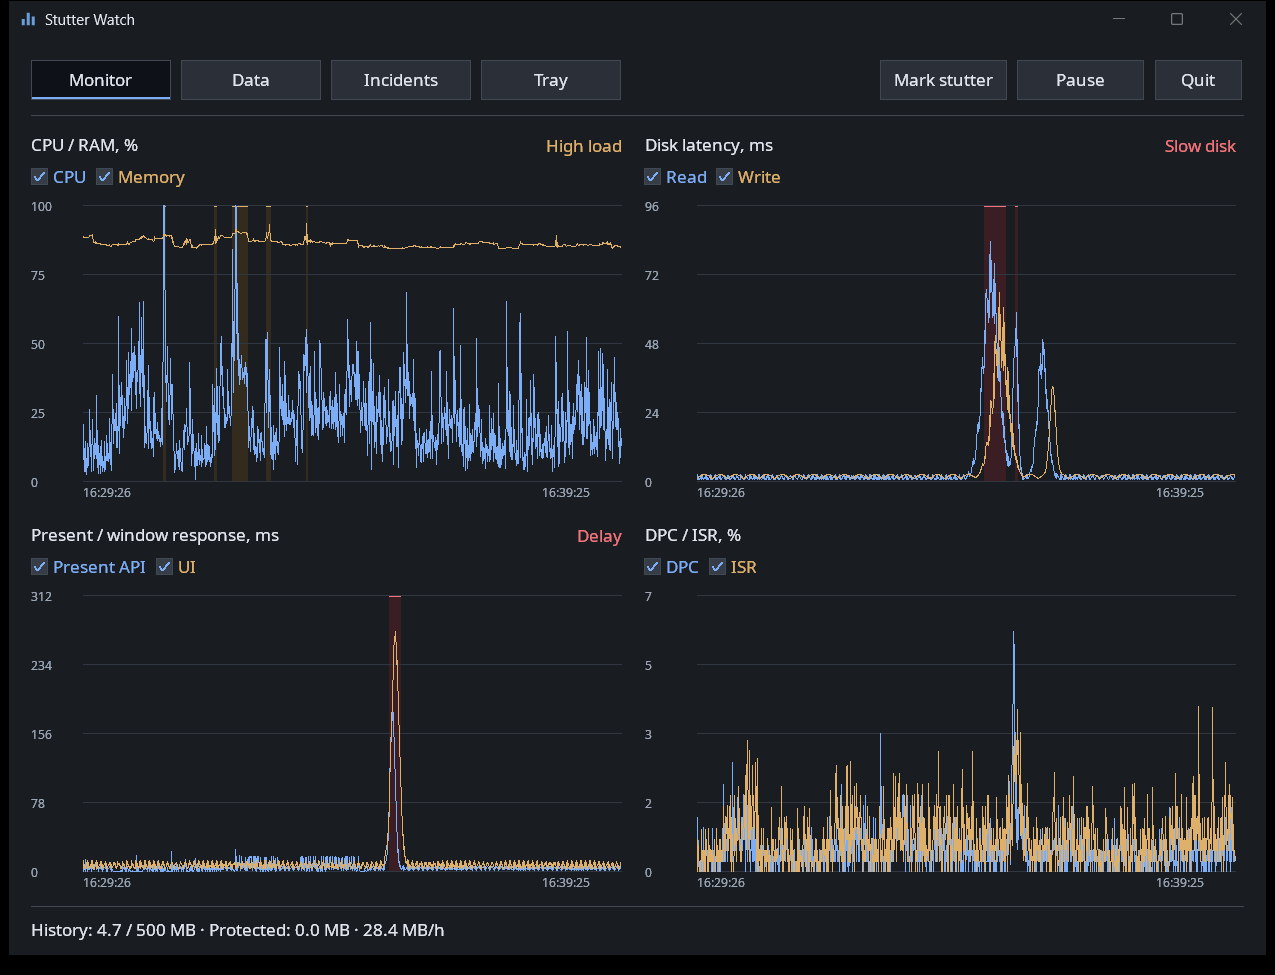 Stutter Watch
Monitor Data Incidents Tray Mark stutter Pause Quit
CPU / RAM, % High load
CPU Memory
100
75
50
25
0
16:29:26 16:39:25
Disk latency, ms Slow disk
Read Write
96
72
48
24
0
16:29:26 16:39:25
Present / window response, ms Delay
Present API UI
312
234
156
78
0
16:29:26 16:39:25
DPC / ISR, %
DPC ISR
7
5
3
2
0
16:29:26 16:39:25
History: 4.7 / 500 MB · Protected: 0.0 MB · 28.4 MB/h